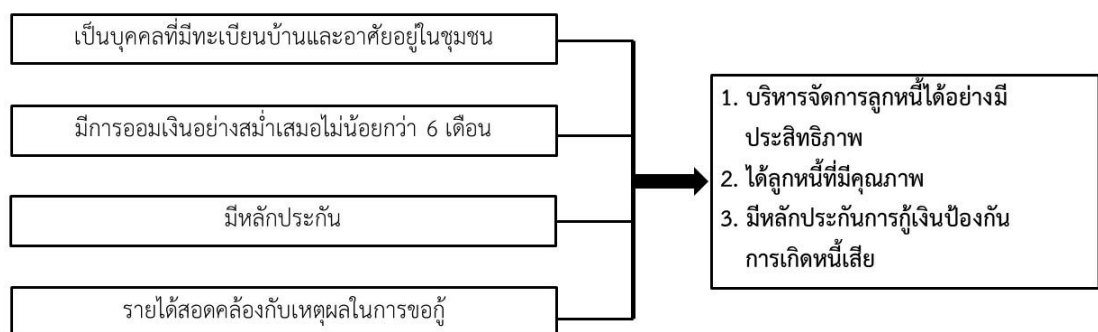 เป็นบุคคลที่มีทะเบียนบ้านและอาศัยอยู่ในชุมชน
มีการออมเงินอย่างสม่ำเสมอไม่น้อยกว่า 6 เดือน
มีหลักประกัน
รายได้สอดคล้องกับเหตุผลในการขอกู้
1. บริหารจัดการลูกหนี้ได้อย่างมี
ประสิทธิภาพ
2. ได้ลูกหนี้ที่มีคุณภาพ
3. มีหลักประกันการกู้เงินป้องกัน
การเกิดหนี้เสีย